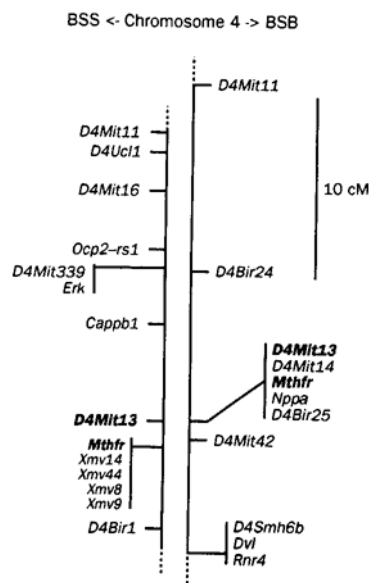 BSS <- Chromosome 4 -> BSB
D4Mit11
D4Ucl1
D4Mit16
Ocp2-rs1
D4Mit339
Erk
Cappb1
D4Mit13
Mthfr
Xmv14
Xmv44
Xmv8
Xmv9
D4Bir1
D4Mit11
10 cM
D4Bir24
D4Mit13
D4Mit14
Mthfr
Nppa
D4Bir25
D4Mit42
D4Smh6b
Dvl
Rnr4